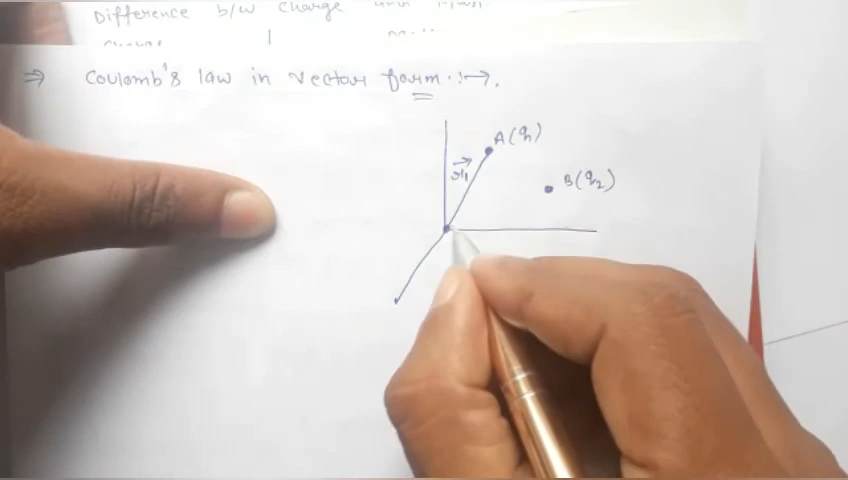 Difference b/w charge
⇒ Coulomb's law in vector form :→.
A(q1)
r1
B(q2)